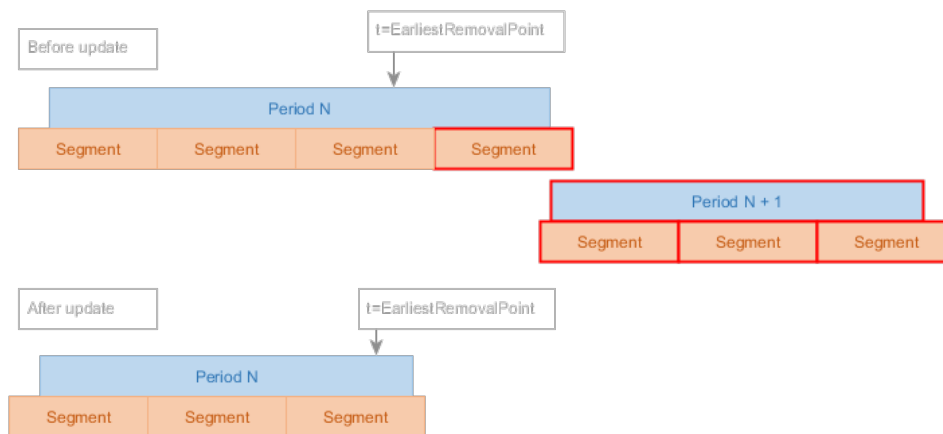 t=EarliestRemovalPoint
Before update
Period N
Segment Segment Segment Segment
Period N + 1
Segment Segment Segment
After update
t=EarliestRemovalPoint
Period N
Segment Segment Segment